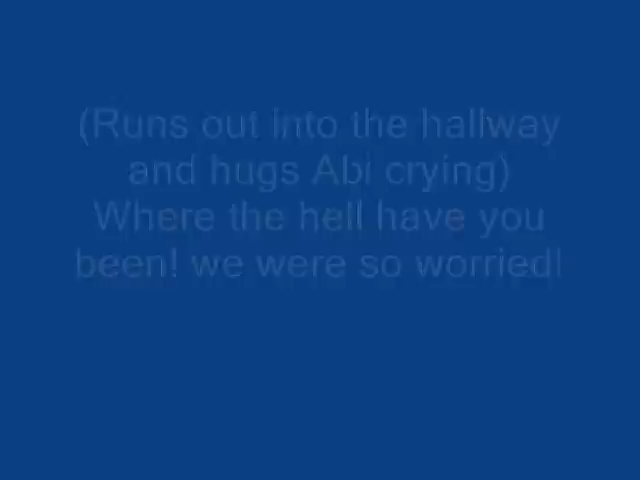 (Runs out into the hallway
and hugs Abi crying)
Where the hell have you
been! we were so worried!